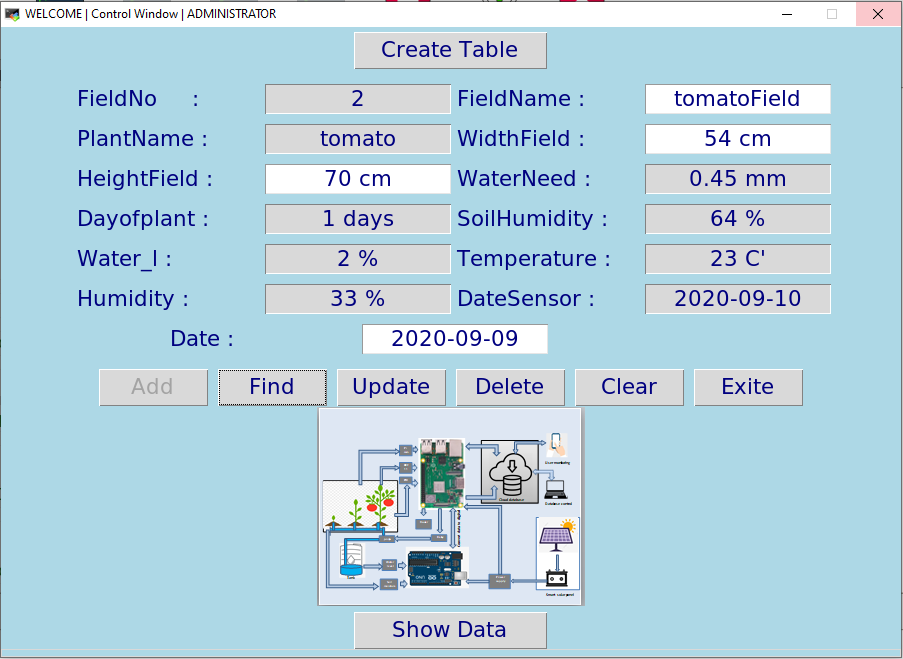 WELCOME | Control Window | ADMINISTRATOR
Create Table
FieldNo : 2 FieldName : tomatoField
PlantName : tomato WidthField : 54 cm
HeightField : 70 cm WaterNeed : 0.45 mm
Dayofplant : 1 days SoilHumidity : 64 %
Water_l : 2 % Temperature : 23 C'
Humidity : 33 % DateSensor : 2020-09-10
Date : 2020-09-09
Add Find Update Delete Clear Exite
Cloud database
Show Data